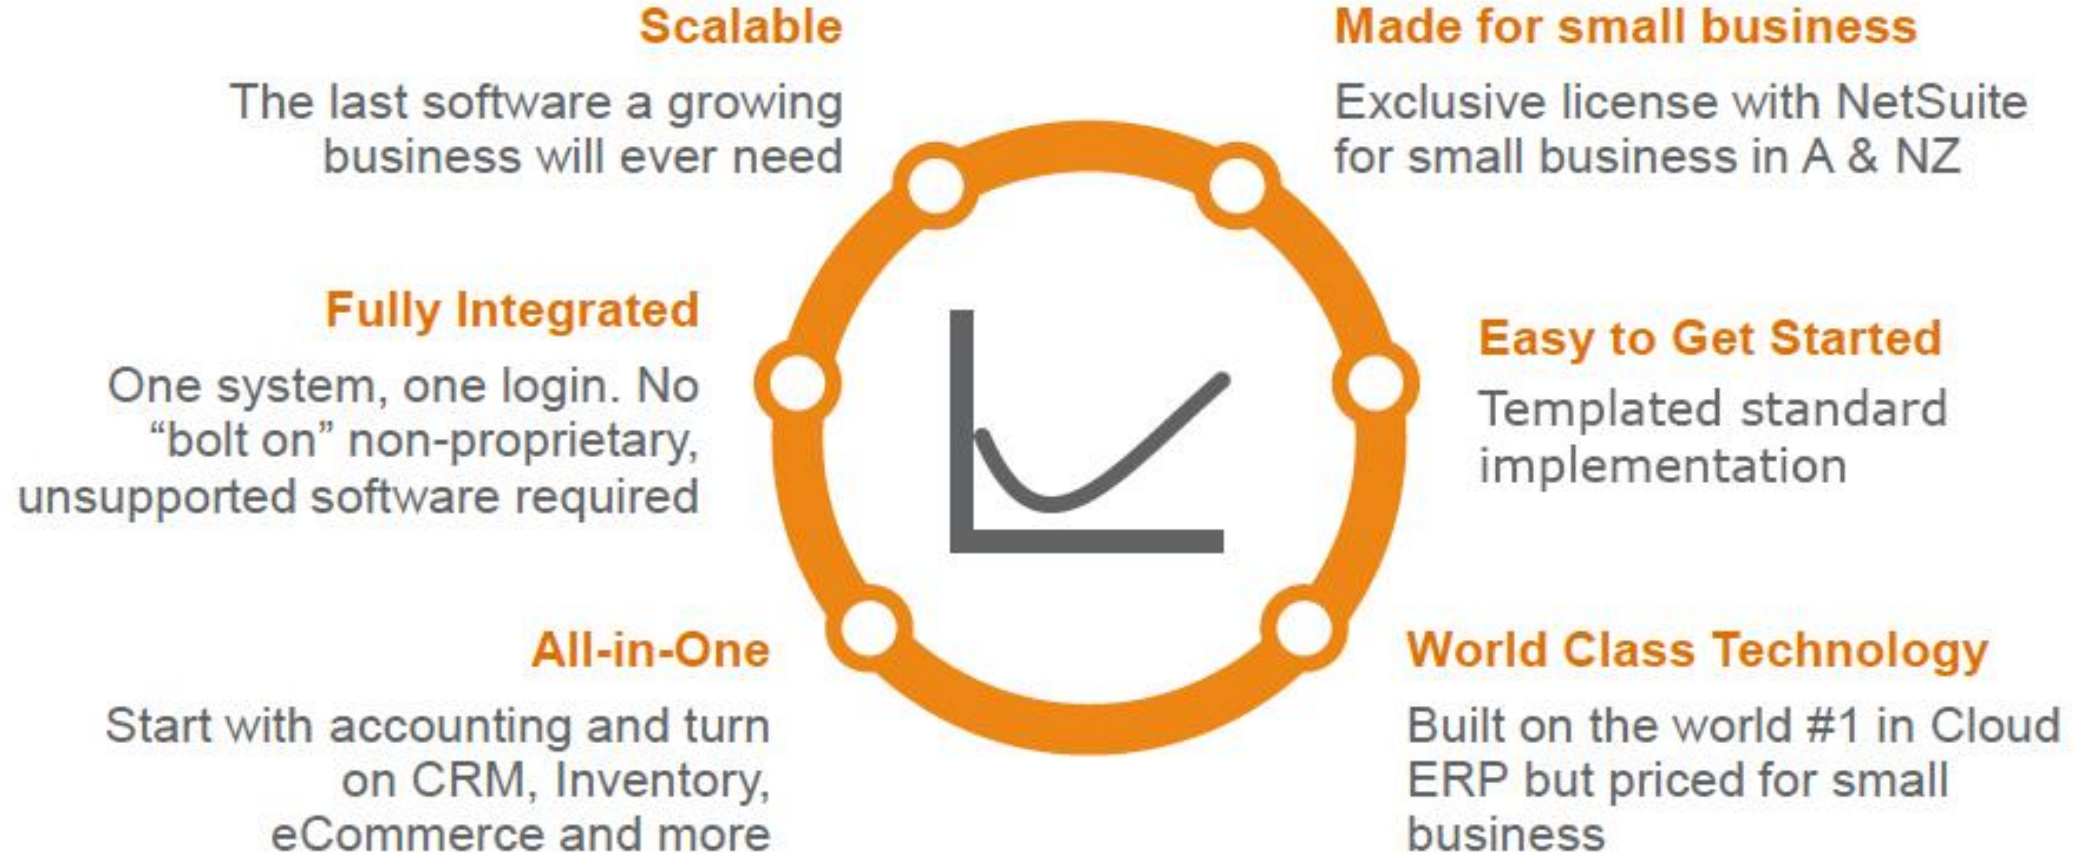 Scalable
The last software a growing
business will ever need
Made for small business
Exclusive license with NetSuite
for small business in A & NZ
Fully Integrated
One system, one login. No
“bolt on” non-proprietary,
unsupported software required
Easy to Get Started
Templated standard
implementation
All-in-One
Start with accounting and turn
on CRM, Inventory,
eCommerce and more
World Class Technology
Built on the world #1 in Cloud
ERP but priced for small
business